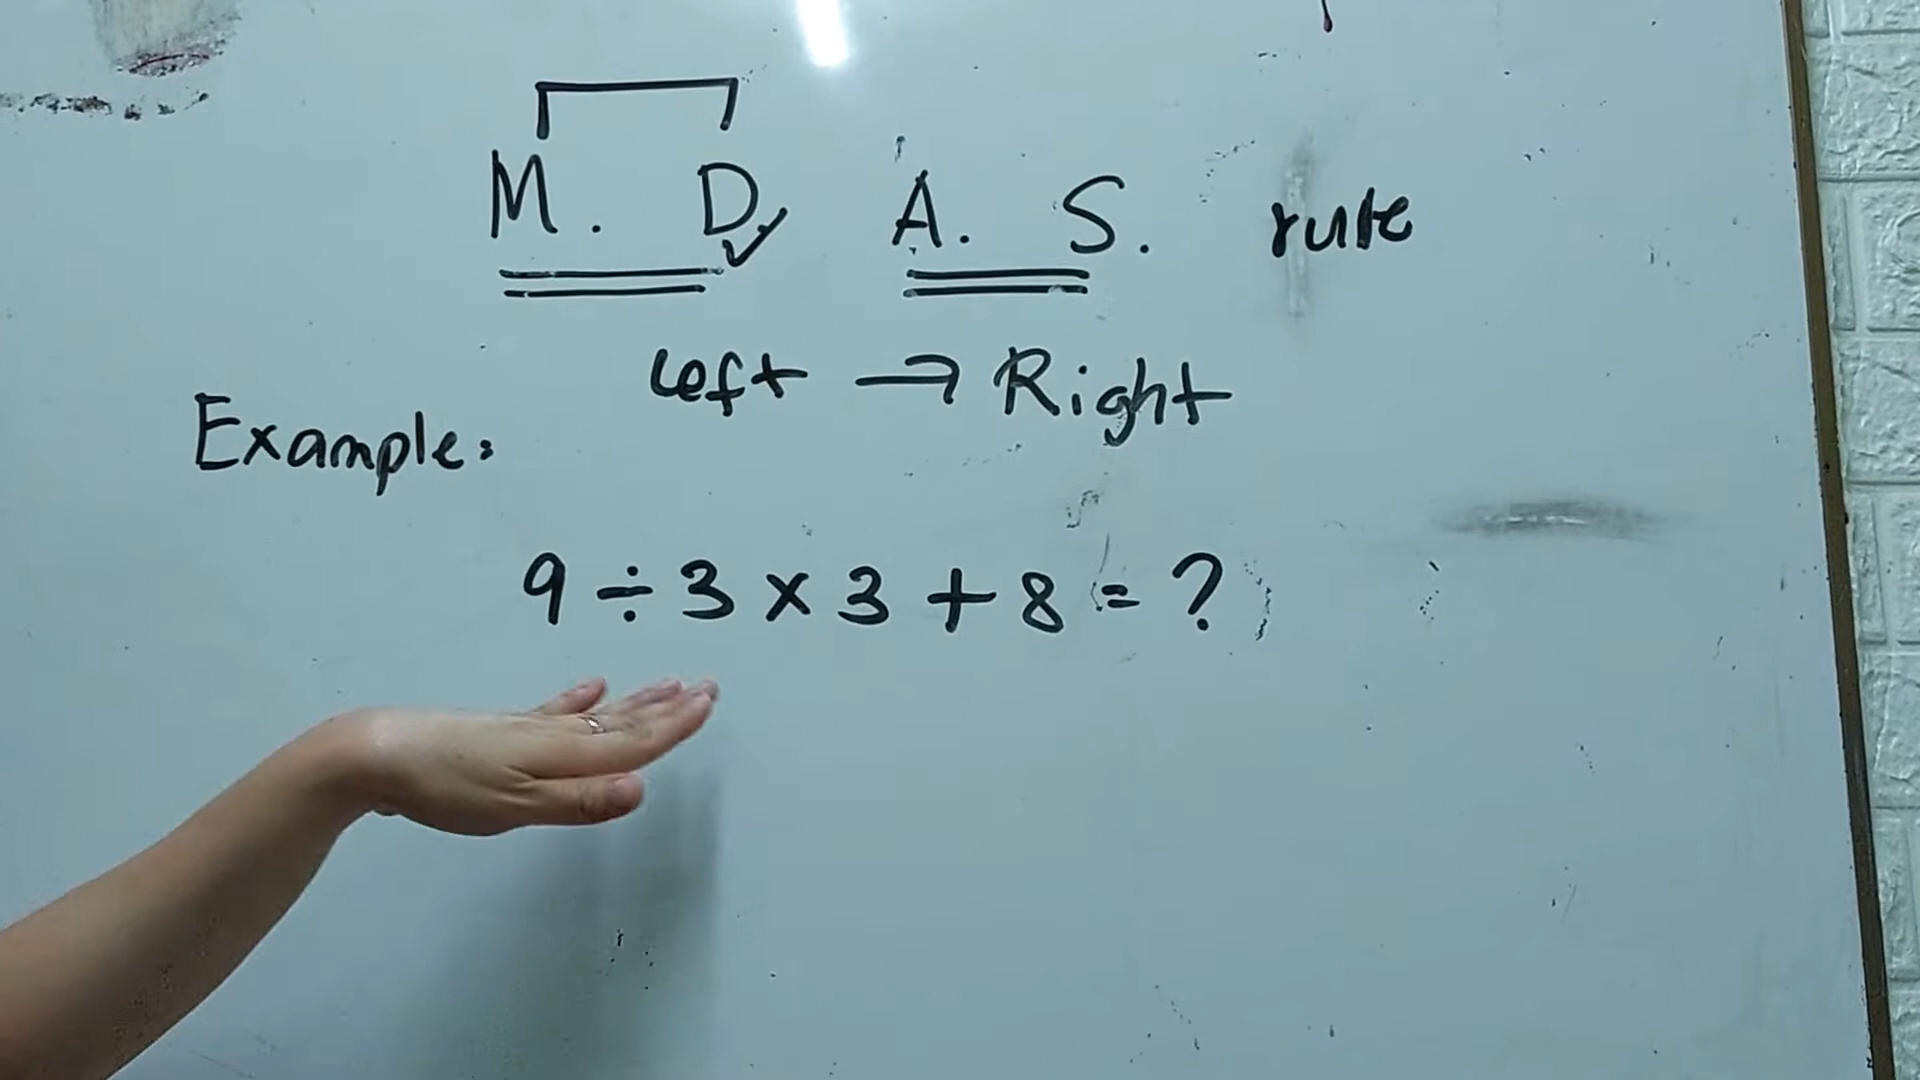 M. D. A. S. rule
Left → Right
Example:
9 ÷ 3 × 3 + 8 = ?